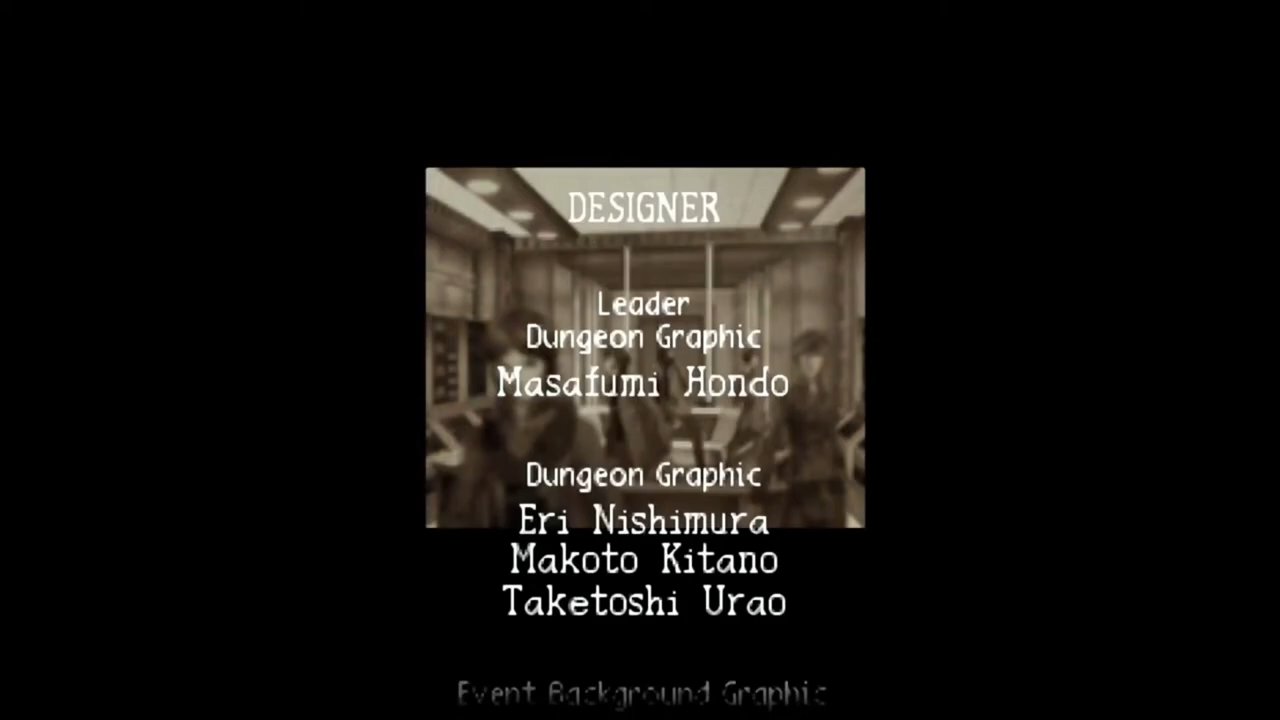 DESIGNER
Leader
Dungeon Graphic
Masafumi Hondo
Dungeon Graphic
Eri Nishimura
Makoto Kitano
Taketoshi Urao
Event Background Graphic